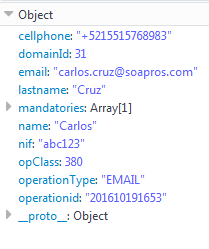 Object
cellphone: "+5215515768983"
domainId: 31
email: "carlos.cruz@soapros.com"
lastname: "Cruz"
mandatories: Array[1]
name: "Carlos"
nif: "abc123"
opClass: 380
operationType: "EMAIL"
operationid: "201610191653"
__proto__: Object